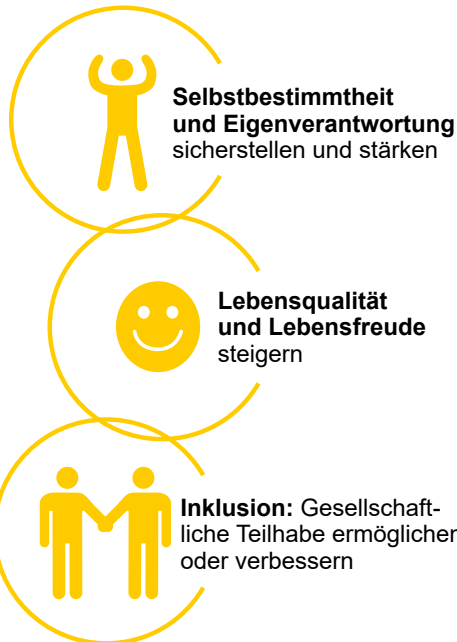 Selbstbestimmtheit
und Eigenverantwortung
sicherstellen und stärken
Lebensqualität
und Lebensfreude
steigern
Inklusion: Gesellschaft-
liche Teilhabe ermöglichen
oder verbessern